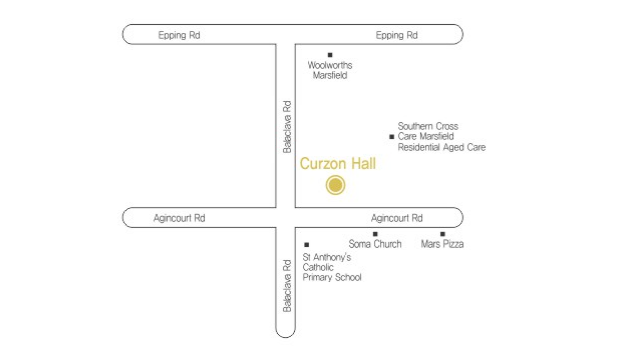 Epping Rd
Epping Rd
Woolworths
Marsfield
Balaclava Rd
Southern Cross
Care Marsfield
Residential Aged Care
Curzon Hall
Agincourt Rd
Agincourt Rd
Soma Church
Mars Pizza
St Anthony's
Catholic
Primary School
Balaclava Rd